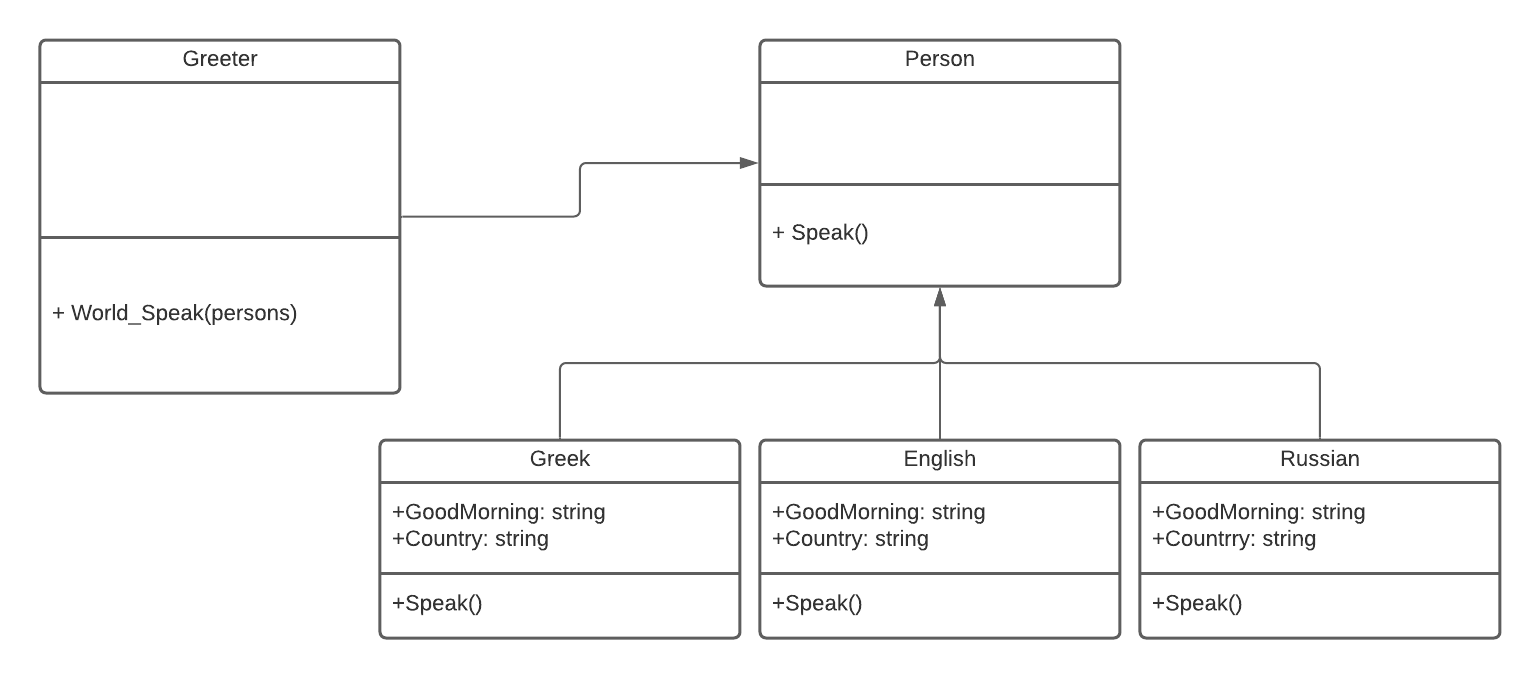 Greeter
+ World_Speak(persons)
Person
+ Speak()
Greek
+GoodMorning: string
+Country: string
+Speak()
English
+GoodMorning: string
+Country: string
+Speak()
Russian
+GoodMorning: string
+Countrry: string
+Speak()